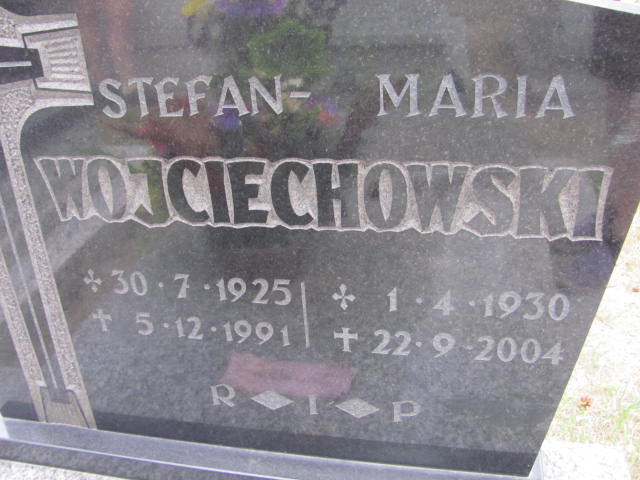 STEFAN- MARIA
WOJCIECHOWSKI
30·7·1925 1·4·1930
5·12·1991 22·9·2004
R I P